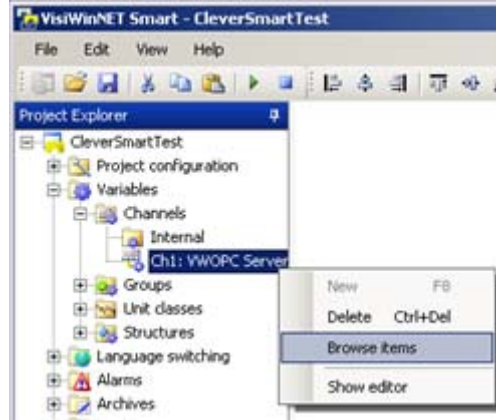 VisiWinNET Smart - CleverSmartTest
File Edit View Help
Project Explorer
CleverSmartTest
Project configuration
Variables
Channels
Internal
Ch1: VWOPC Server
Groups
Unit classes
Structures
Language switching
Alarms
Archives
New F8
Delete Ctrl+Del
Browse items
Show editor